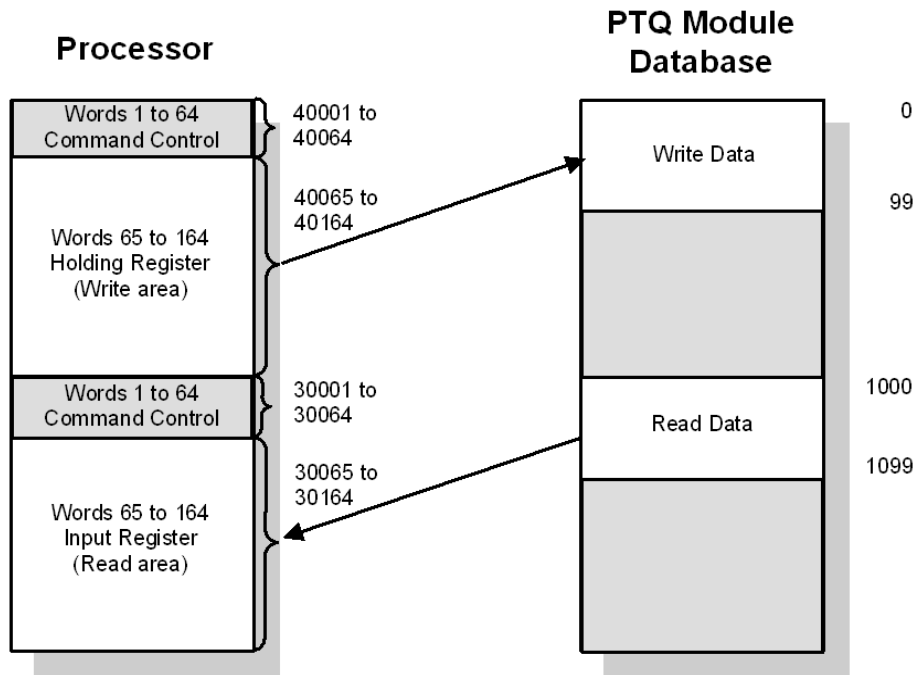 Processor
PTQ Module
Database
Words 1 to 64
Command Control
40001 to
40064
Words 65 to 164
Holding Register
(Write area)
40065 to
40164
Words 1 to 64
Command Control
30001 to
30064
Words 65 to 164
Input Register
(Read area)
30065 to
30164
Write Data
0
99
Read Data
1000
1099